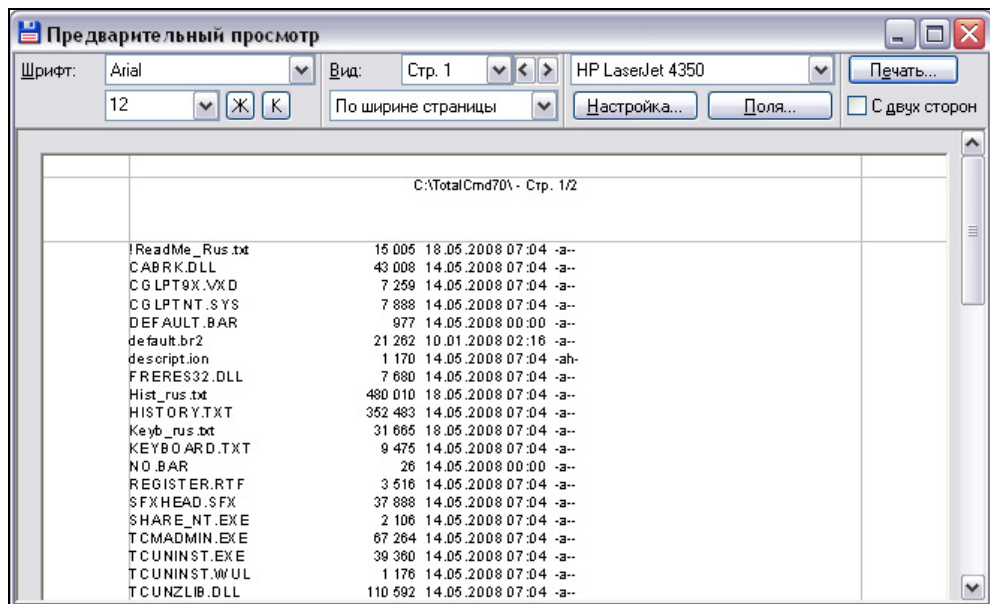 Предварительный просмотр
Шрифт: Arial Вид: Стр. 1 < > HP LaserJet 4350 Печать...
12 Ж К По ширине страницы Настройка... Поля... С двух сторон
C:\TotalCmd70\ - Стр. 1/2
!ReadMe_Rus.txt 15 005 18.05.2008 07:04 -a--
CABRK.DLL 43 008 14.05.2008 07:04 -a--
CGLPT9X.VXD 7 259 14.05.2008 07:04 -a--
CGLPTNT.SYS 7 888 14.05.2008 07:04 -a--
DEFAULT.BAR 977 14.05.2008 00:00 -a--
default.br2 21 262 10.01.2008 02:16 -a--
descript.ion 1 170 14.05.2008 07:04 -ah-
FRERES32.DLL 7 680 14.05.2008 07:04 -a--
Hist_rus.txt 480 010 18.05.2008 07:04 -a--
HISTORY.TXT 352 483 14.05.2008 07:04 -a--
Keyb_rus.txt 31 665 18.05.2008 07:04 -a--
KEYBOARD.TXT 9 475 14.05.2008 07:04 -a--
NO.BAR 26 14.05.2008 00:00 -a--
REGISTER.RTF 3 516 14.05.2008 07:04 -a--
SFXHEAD.SFX 37 888 14.05.2008 07:04 -a--
SHARE_NT.EXE 2 106 14.05.2008 07:04 -a--
TCMADMIN.EXE 67 264 14.05.2008 07:04 -a--
TCUNINST.EXE 39 360 14.05.2008 07:04 -a--
TCUNINST.WUL 1 176 14.05.2008 07:04 -a--
TCUNZLIB.DLL 110 592 14.05.2008 07:04 -a--